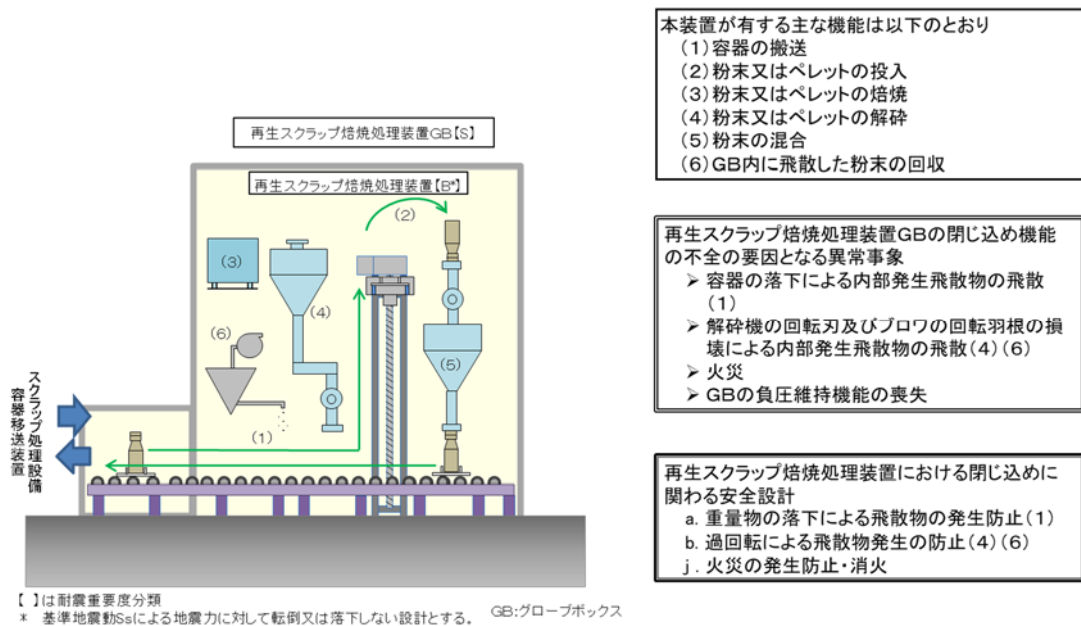 再生スクラップ焙焼処理装置GB【S】
再生スクラップ焙焼処理装置【B*】
(2)
(3)
(4)
(6)
(5)
(1)
スクラップ処理設備
容器移送装置
【 】は耐震重要度分類
* 基準地震動Ssによる地震力に対して転倒又は落下しない設計とする。
GB:グローブボックス
本装置が有する主な機能は以下のとおり
(1)容器の搬送
(2)粉末又はペレットの投入
(3)粉末又はペレットの焙焼
(4)粉末又はペレットの解砕
(5)粉末の混合
(6)GB内に飛散した粉末の回収
再生スクラップ焙焼処理装置GBの閉じ込め機能
の不全の要因となる異常事象
➢ 容器の落下による内部発生飛散物の飛散
(1)
➢ 解砕機の回転刃及びブロワの回転羽根の損
壊による内部発生飛散物の飛散(4)(6)
➢ 火災
➢ GBの負圧維持機能の喪失
再生スクラップ焙焼処理装置における閉じ込めに
関わる安全設計
a. 重量物の落下による飛散物の発生防止(1)
b. 過回転による飛散物発生の防止(4)(6)
j. 火災の発生防止・消火